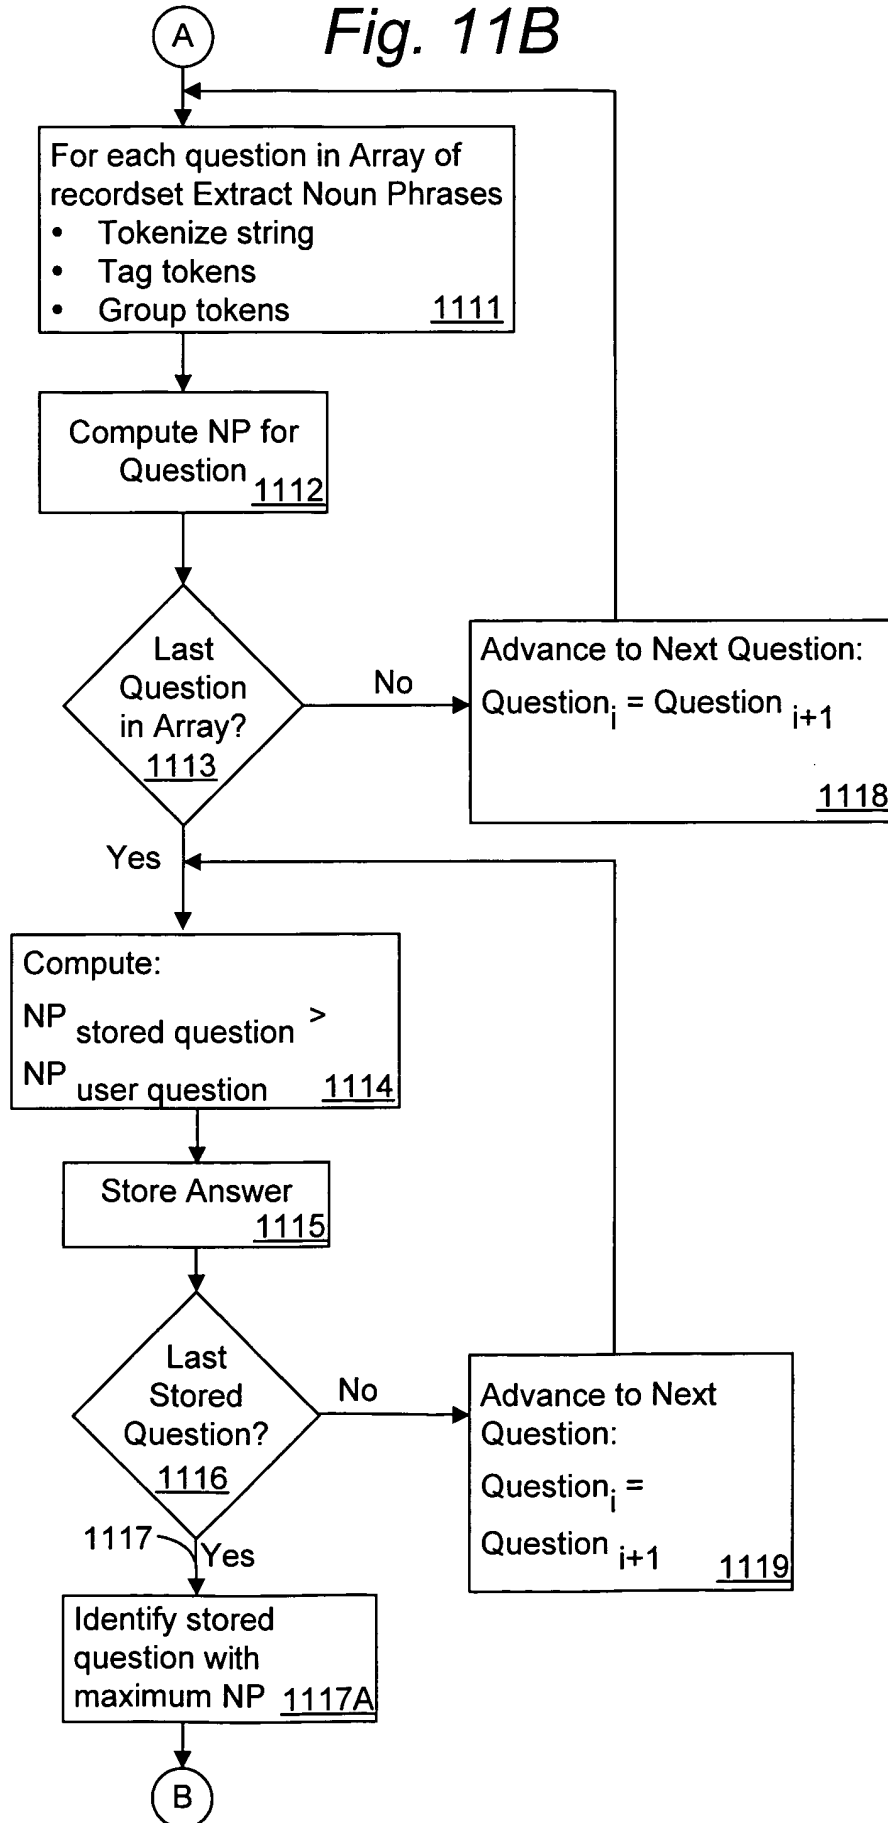 A
Fig. 11B
For each question in Array of
recordset Extract Noun Phrases
• Tokenize string
• Tag tokens
• Group tokens
1111
Compute NP for
Question
1112
Last
Question
in Array?
1113
No
Advance to Next Question:
Question i = Question i+1
1118
Yes
Compute:
NP stored question >
NP user question
1114
Store Answer
1115
Last
Stored
Question?
1116
No
Advance to Next
Question:
Question i =
Question i+1
1119
1117
Yes
Identify stored
question with
maximum NP
1117A
B